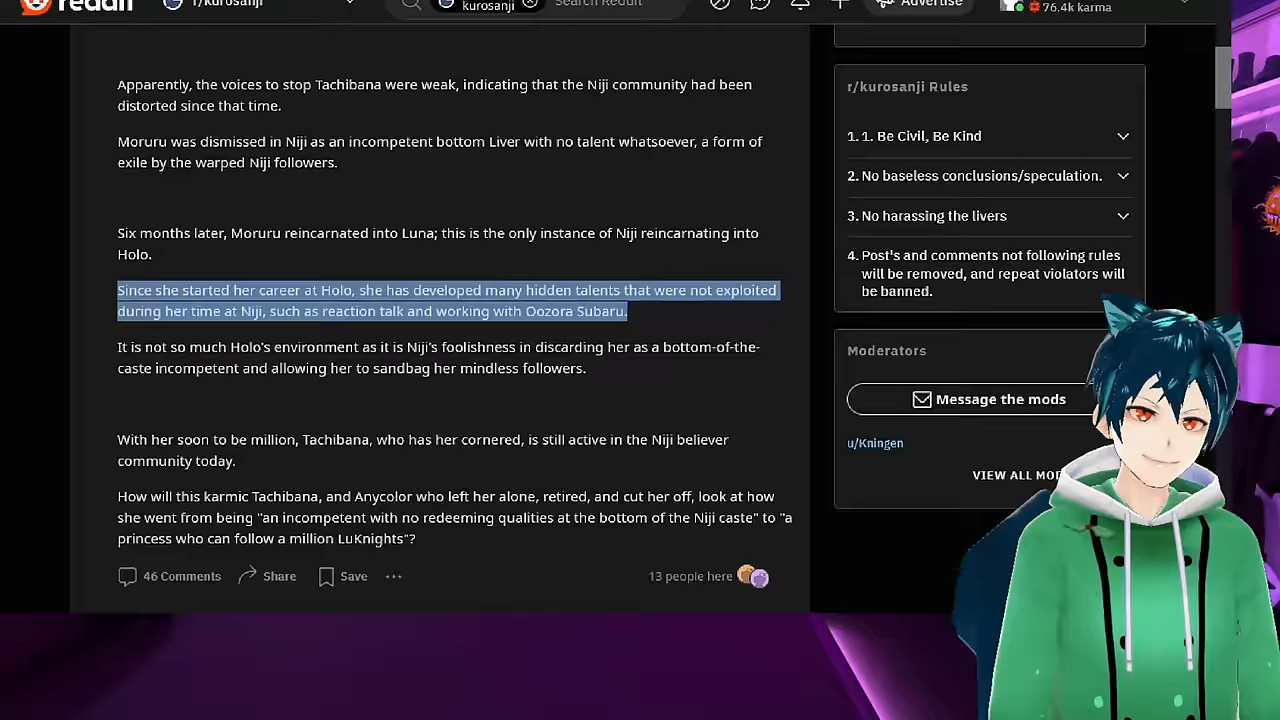 reddit
r/kurosanji
kurosanji
Search Reddit
Advertise
76.4k karma
Apparently, the voices to stop Tachibana were weak, indicating that the Niji community had been
distorted since that time.
Moruru was dismissed in Niji as an incompetent bottom Liver with no talent whatsoever, a form of
exile by the warped Niji followers.
Six months later, Moruru reincarnated into Luna; this is the only instance of Niji reincarnating into
Holo.
Since she started her career at Holo, she has developed many hidden talents that were not exploited
during her time at Niji, such as reaction talk and working with Oozora Subaru.
It is not so much Holo's environment as it is Niji's foolishness in discarding her as a bottom-of-the-
caste incompetent and allowing her to sandbag her mindless followers.
With her soon to be million, Tachibana, who has her cornered, is still active in the Niji believer
community today.
How will this karmic Tachibana, and Anycolor who left her alone, retired, and cut her off, look at how
she went from being "an incompetent with no redeeming qualities at the bottom of the Niji caste" to "a
princess who can follow a million LuKnights"?
46 Comments
Share
Save
13 people here
r/kurosanji Rules
1. 1. Be Civil, Be Kind
2. No baseless conclusions/speculation.
3. No harassing the livers
4. Post's and comments not following rules
will be removed, and repeat violators will
be banned.
Moderators
Message the mods
u/Kningen
VIEW ALL MOD